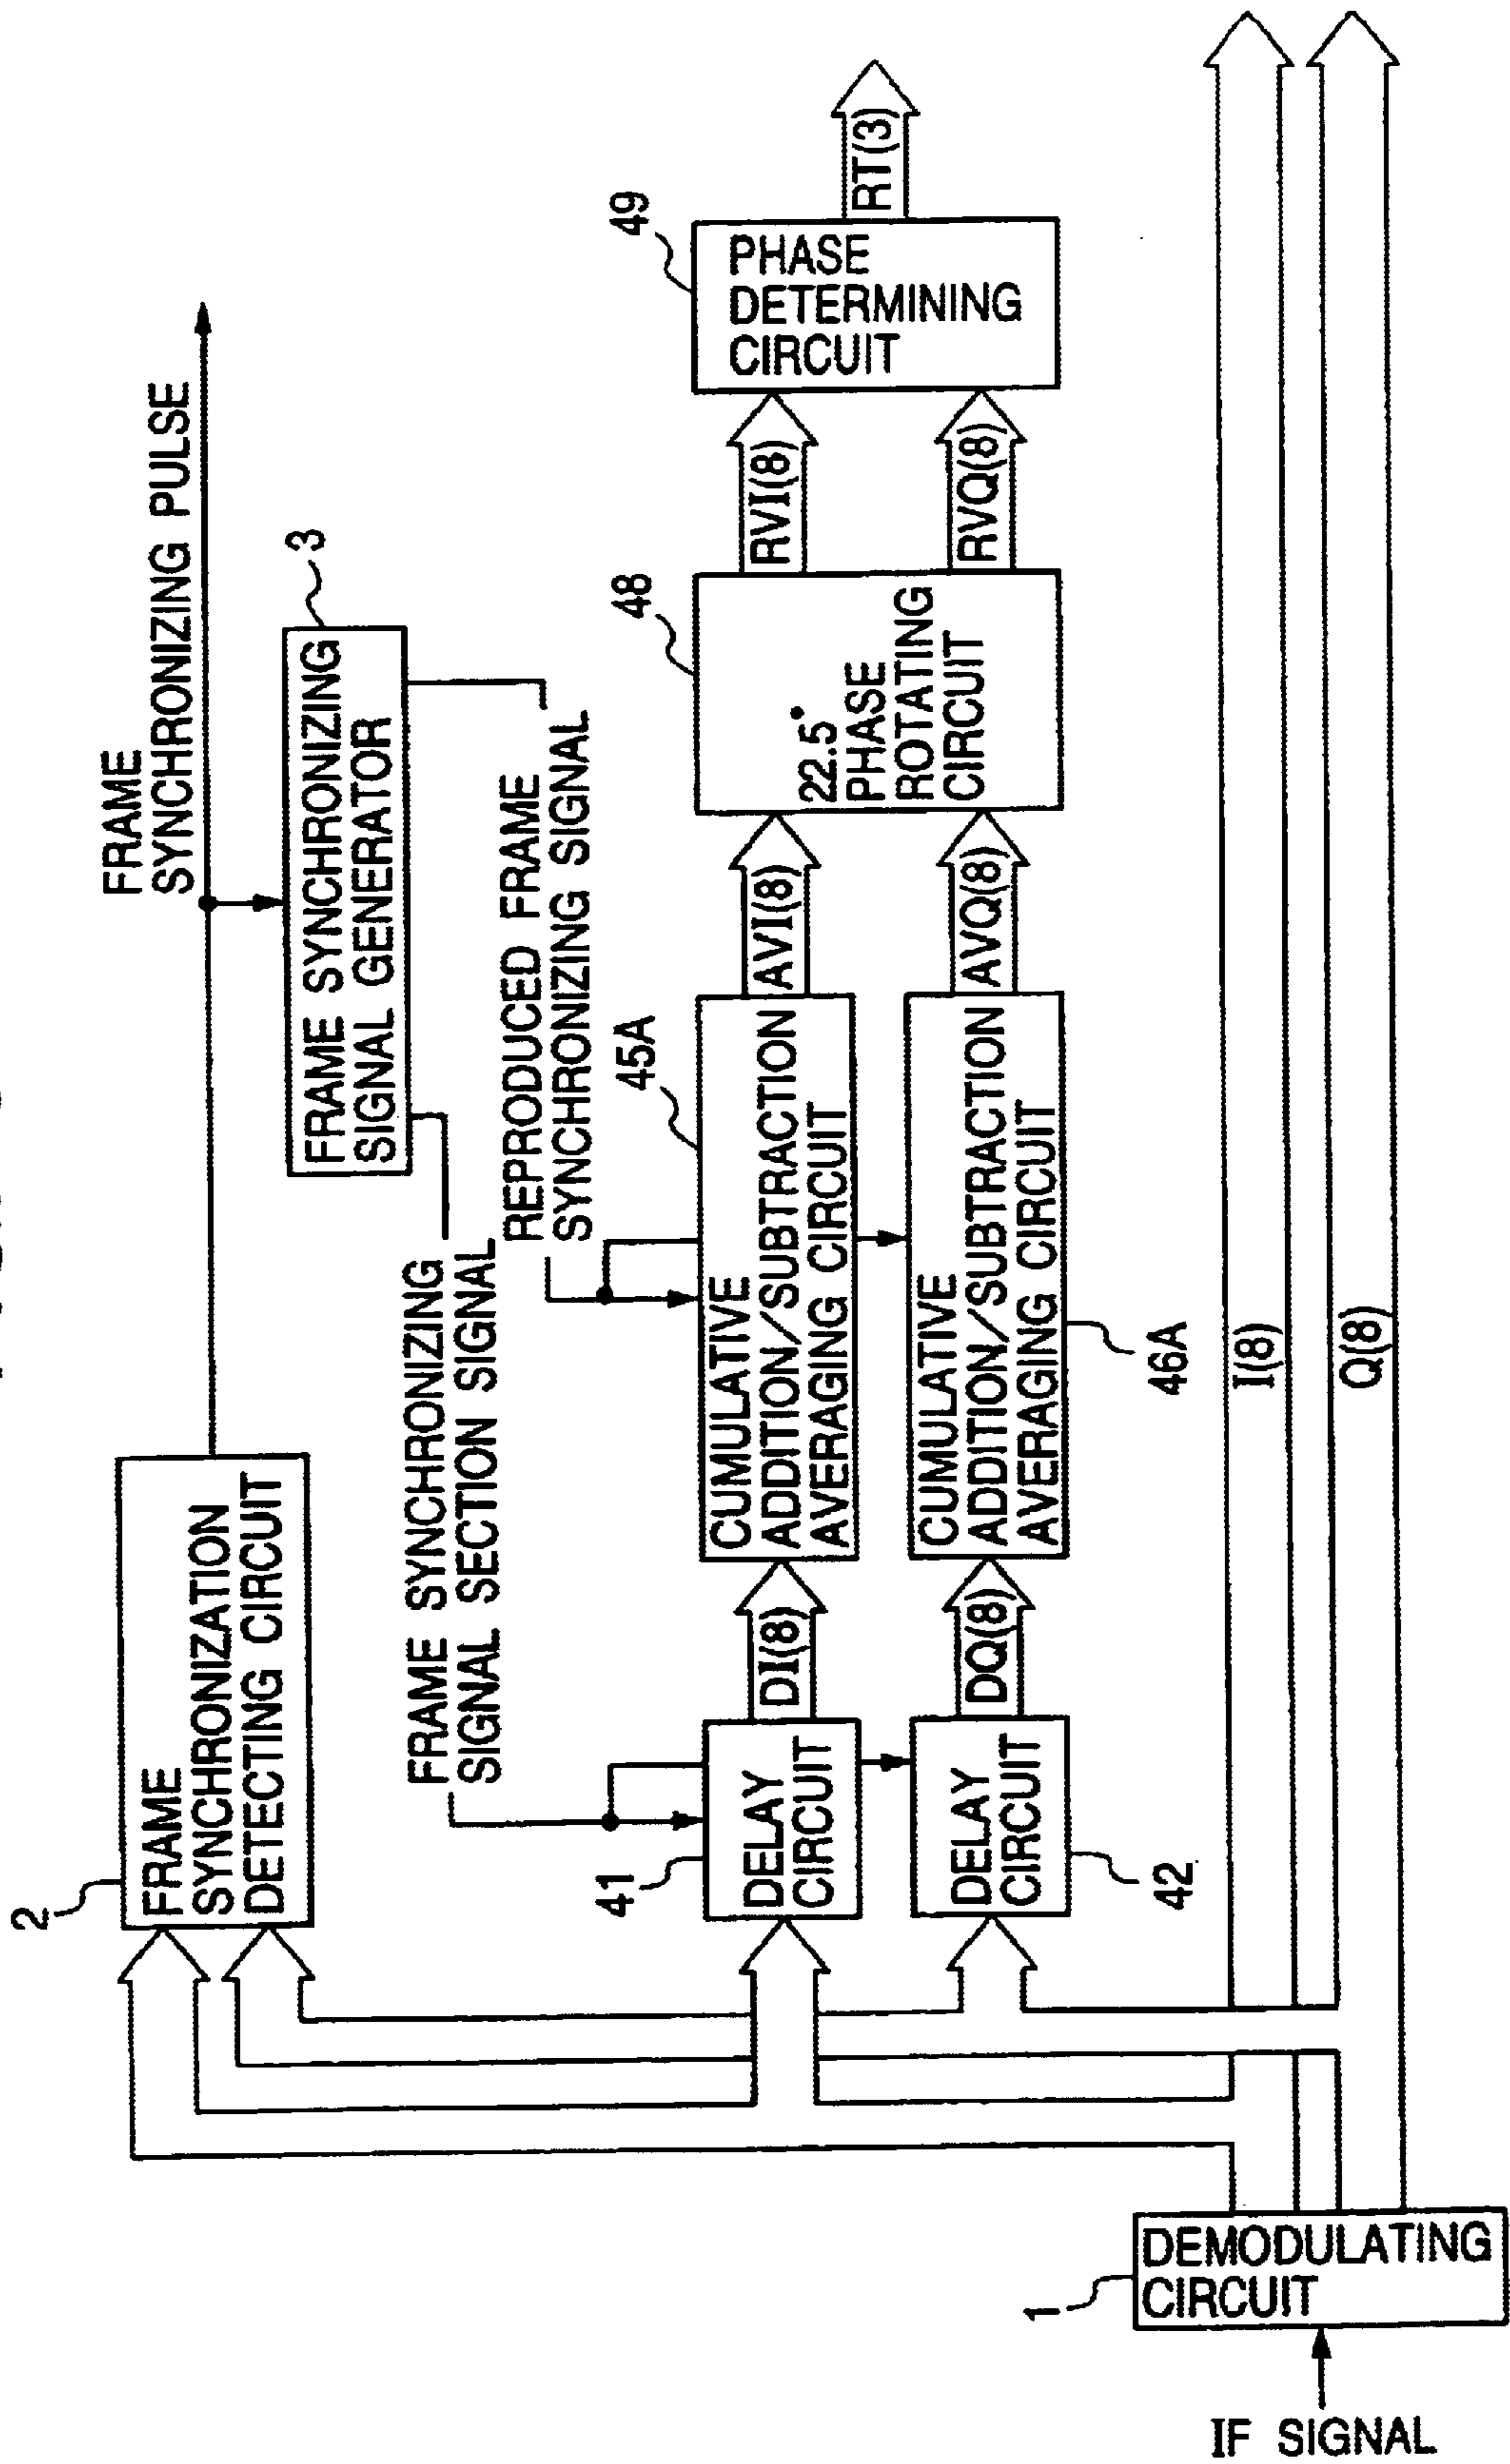 FRAME
SYNCHRONIZING PULSE
2
FRAME
SYNCHRONIZATION
DETECTING CIRCUIT
3
FRAME SYNCHRONIZING
SIGNAL GENERATOR
FRAME SYNCHRONIZING
SIGNAL SECTION SIGNAL
REPRODUCED FRAME
SYNCHRONIZING SIGNAL
41
DELAY
CIRCUIT
DI(8)
45A
CUMULATIVE
ADDITION/SUBTRACTION
AVERAGING CIRCUIT
AVI(8)
48
22.5°
PHASE
ROTATING
CIRCUIT
RVI(8)
49
PHASE
DETERMINING
CIRCUIT
RT(3)
DELAY
CIRCUIT
42
DQ(8)
CUMULATIVE
ADDITION/SUBTRACTION
AVERAGING CIRCUIT
46A
AVQ(8)
RVQ(8)
I(8)
Q(8)
1
DEMODULATING
CIRCUIT
IF SIGNAL